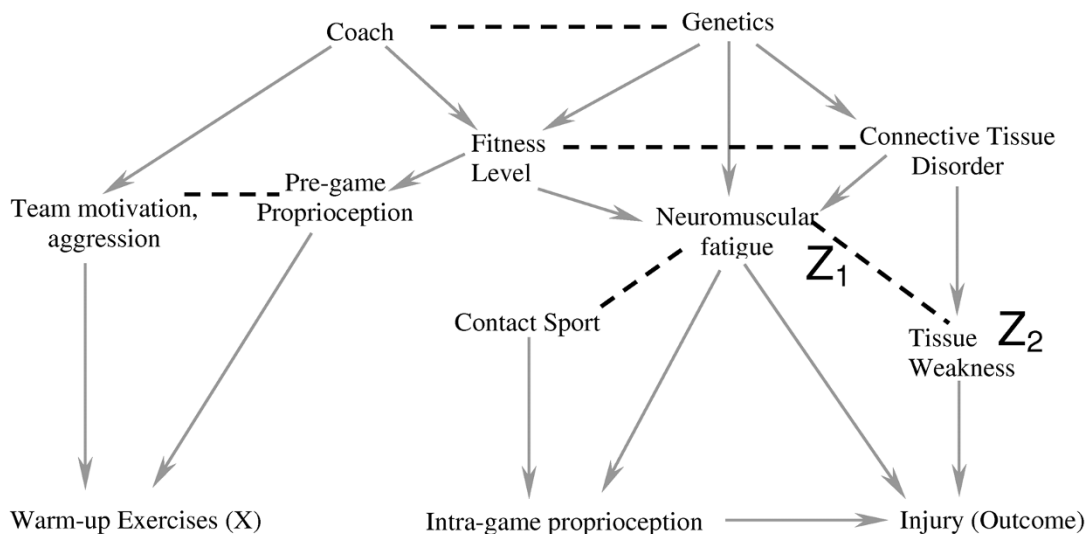 Coach
Genetics
Fitness
Level
Connective Tissue
Disorder
Pre-game
Proprioception
Team motivation,
aggression
Neuromuscular
fatigue
Z1
Contact Sport
Tissue
Weakness
Z2
Warm-up Exercises (X)
Intra-game proprioception
Injury (Outcome)